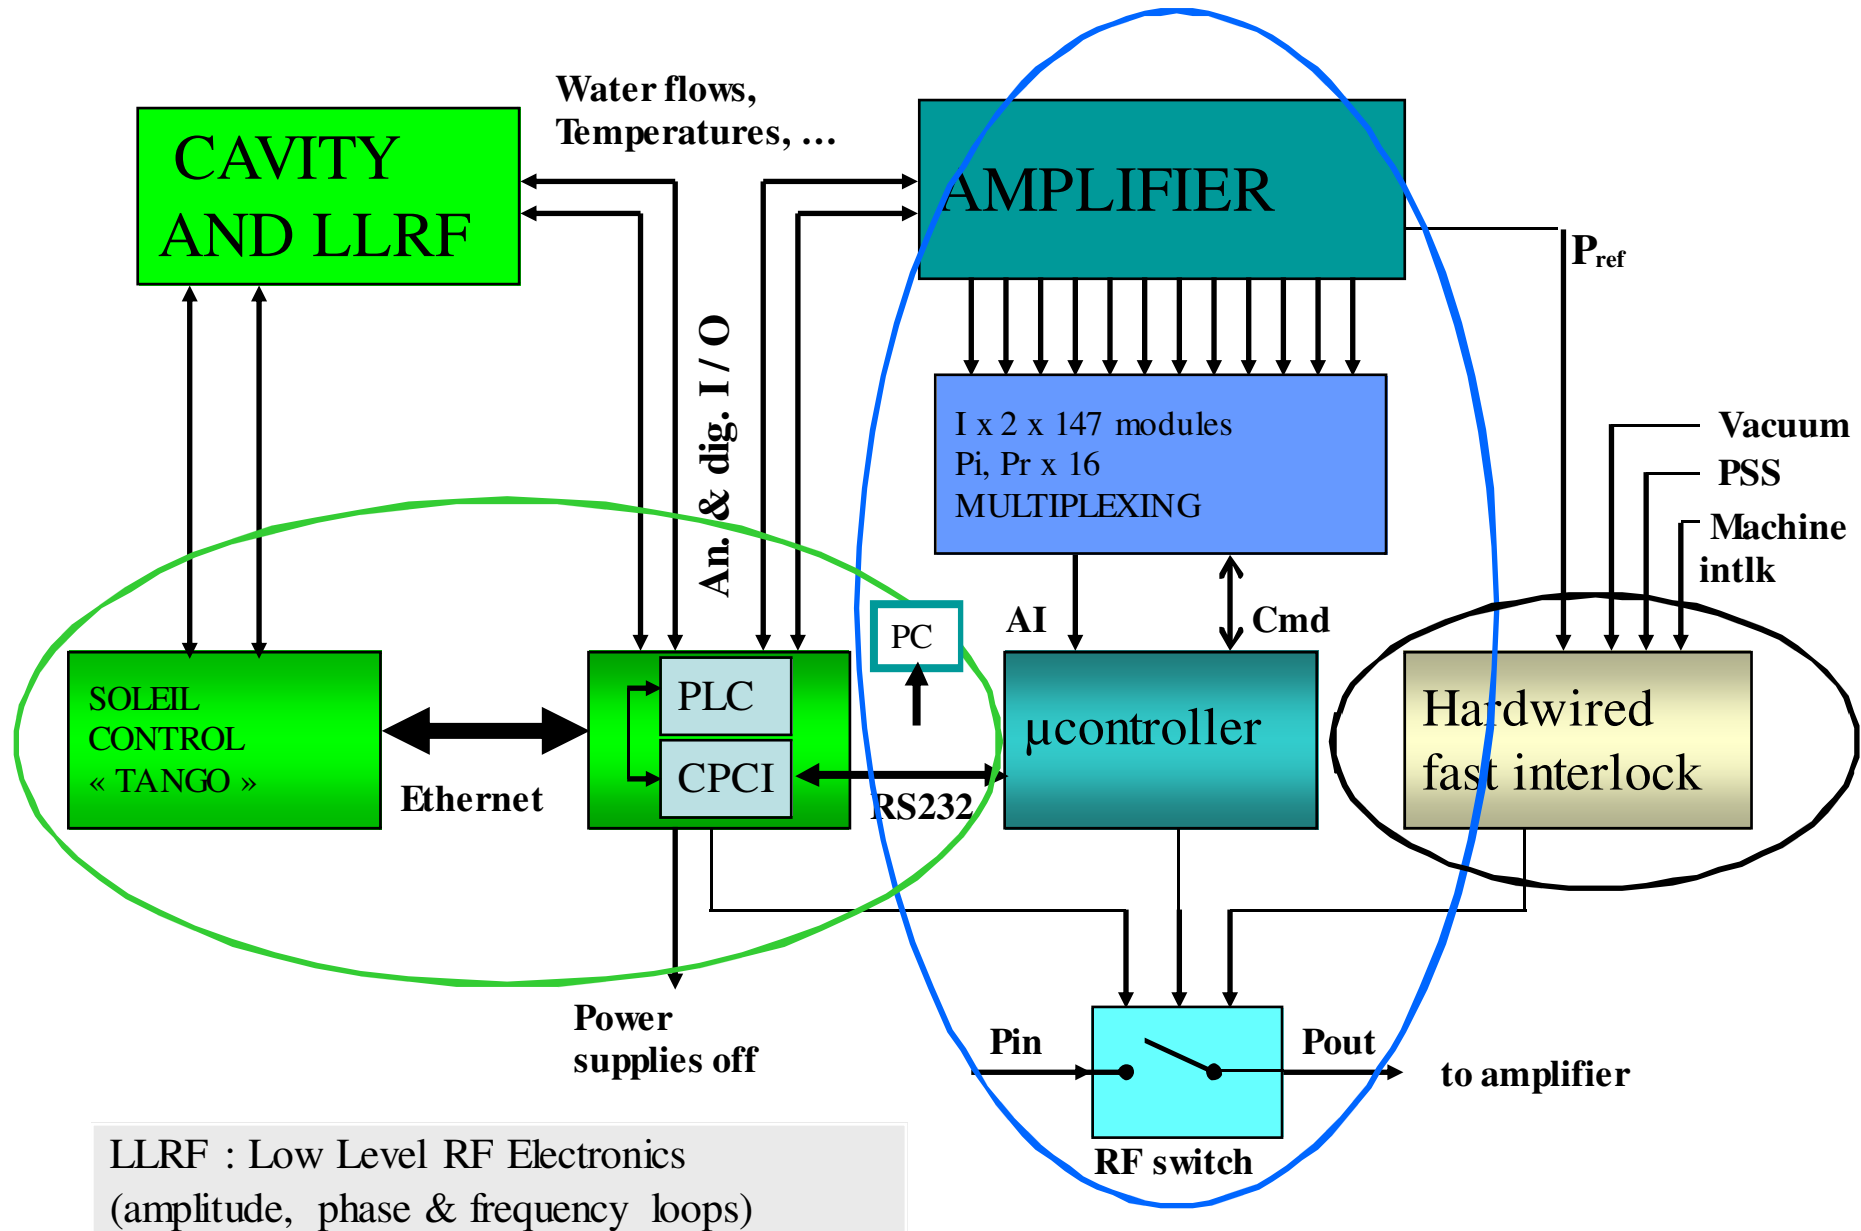 Water flows,
Temperatures, ...
CAVITY
AND LLRF
AMPLIFIER
Pref
An. & dig. I / O
I x 2 x 147 modules
Pi, Pr x 16
MULTIPLEXING
Vacuum
PSS
Machine
intlk
AI
Cmd
PC
SOLEIL
CONTROL
« TANGO »
Ethernet
PLC
CPCI
RS232
µcontroller
Hardwired
fast interlock
Power
supplies off
Pin
Pout
to amplifier
RF switch
LLRF : Low Level RF Electronics
(amplitude, phase & frequency loops)